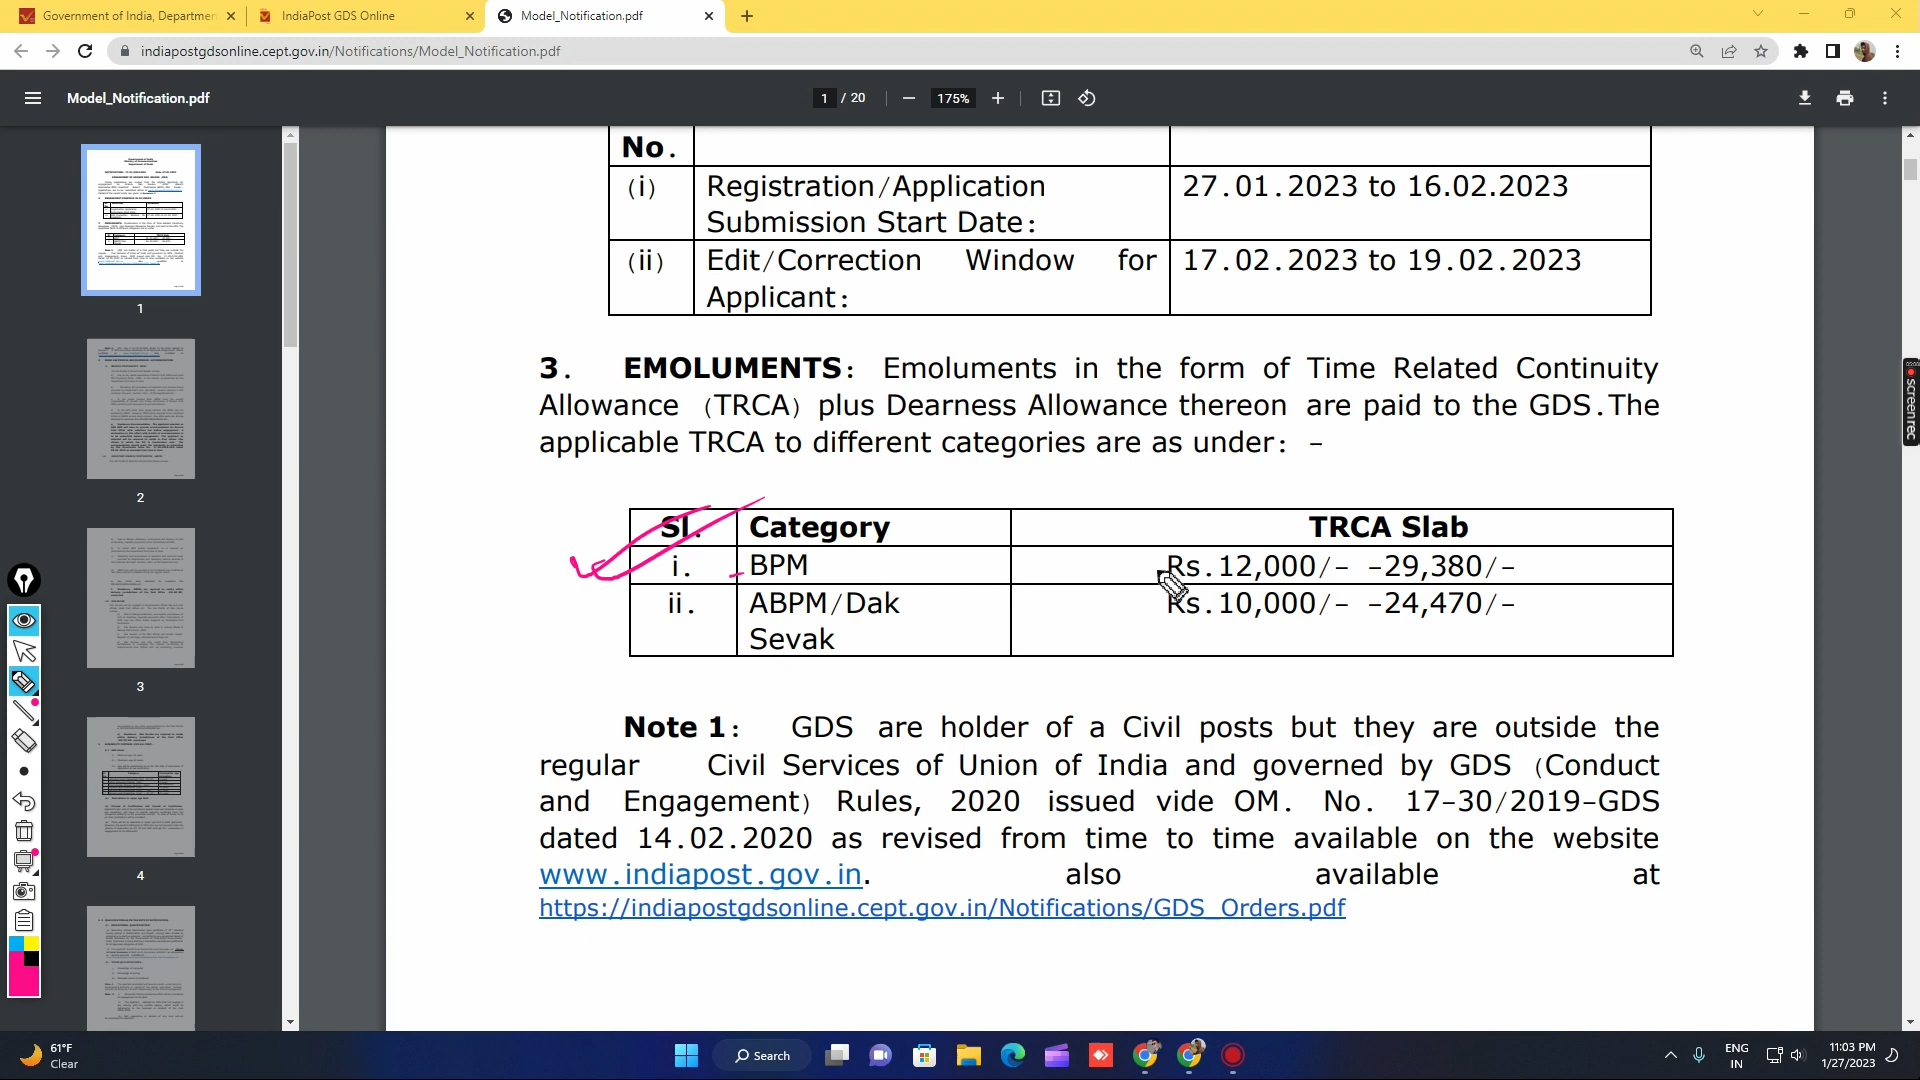 Government of India, Departmen
IndiaPost GDS Online
Model_Notification.pdf
indiapostgdsonline.cept.gov.in/Notifications/Model_Notification.pdf
Model_Notification.pdf
1 / 20
175%
No.
(i) Registration/Application 27.01.2023 to 16.02.2023
Submission Start Date:
(ii) Edit/Correction Window for 17.02.2023 to 19.02.2023
Applicant:
3. EMOLUMENTS: Emoluments in the form of Time Related Continuity
Allowance (TRCA) plus Dearness Allowance thereon are paid to the GDS.The
applicable TRCA to different categories are as under: –
Sl. Category TRCA Slab
i. BPM Rs.12,000/- -29,380/-
ii. ABPM/Dak Rs.10,000/- -24,470/-
Sevak
Note 1: GDS are holder of a Civil posts but they are outside the
regular Civil Services of Union of India and governed by GDS (Conduct
and Engagement) Rules, 2020 issued vide OM. No. 17-30/2019-GDS
dated 14.02.2020 as revised from time to time available on the website
www.indiapost.gov.in. also available at
https://indiapostgdsonline.cept.gov.in/Notifications/GDS_Orders.pdf
1
2
3
4
screenrec
61°F
Clear
Search
ENG
IN
11:03 PM
1/27/2023